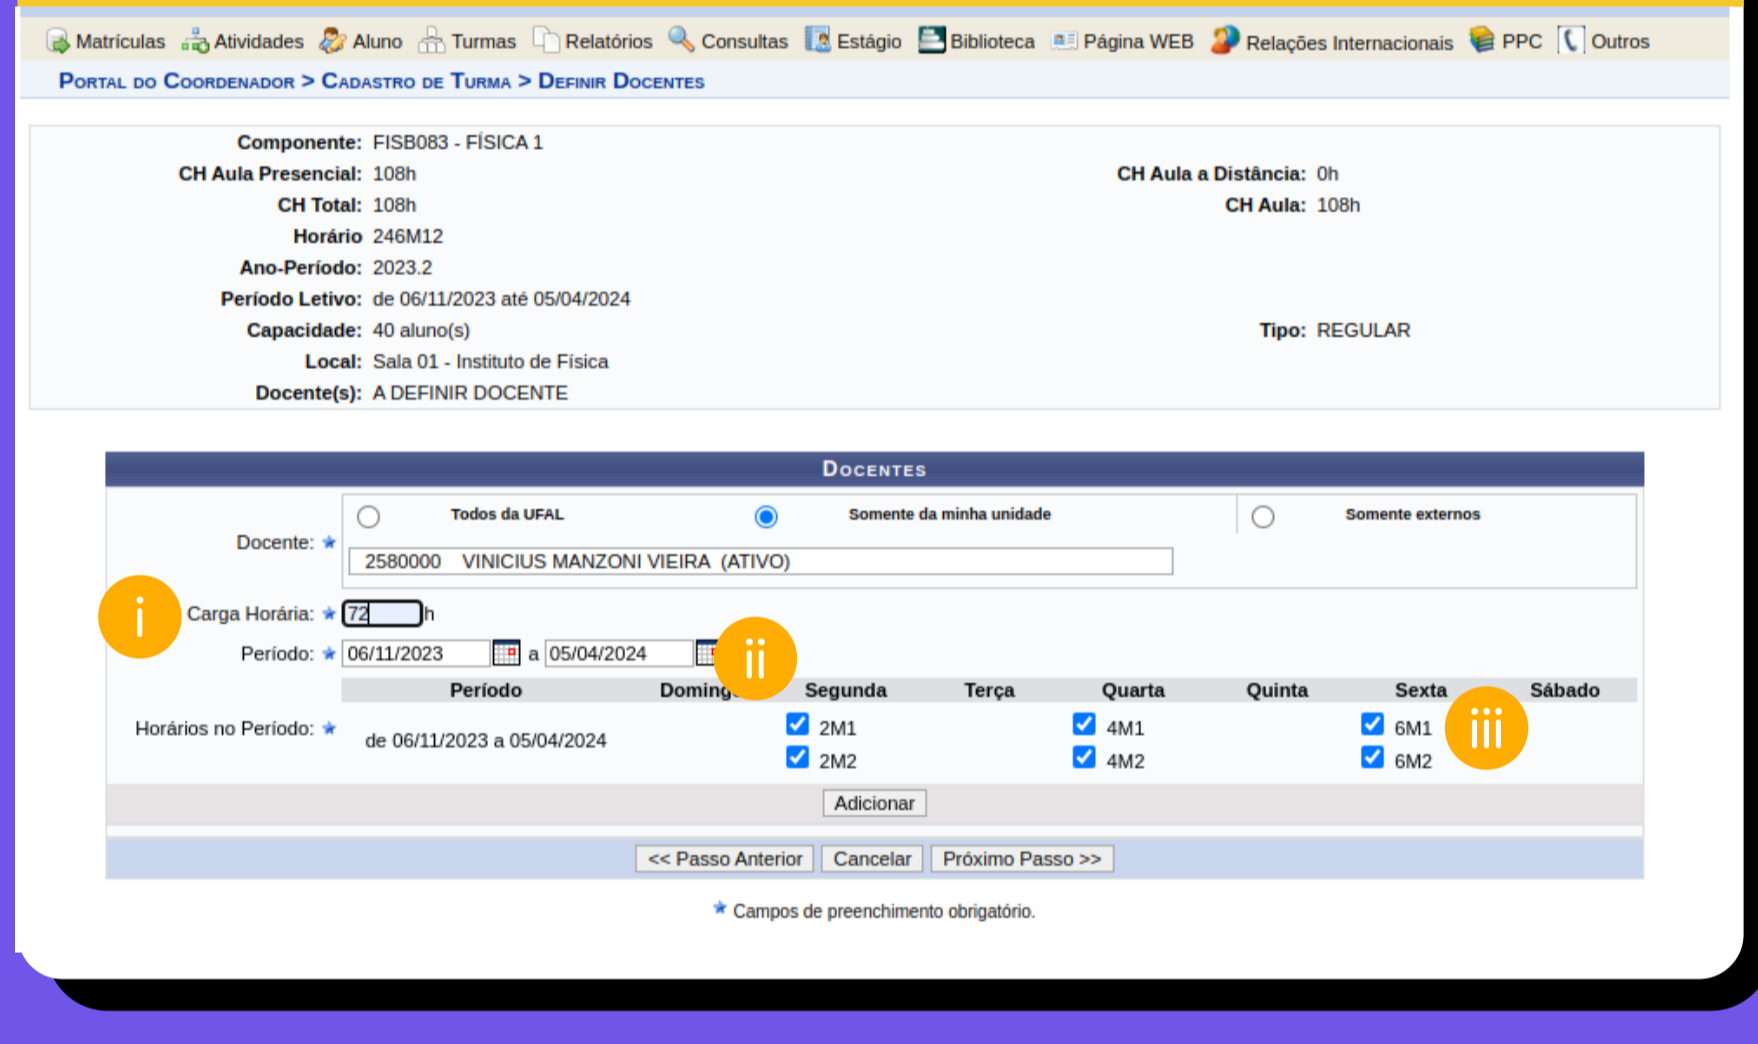 Matrículas Atividades Aluno Turmas Relatórios Consultas Estágio Biblioteca Página WEB Relações Internacionais PPC Outros
PORTAL DO COORDENADOR > CADASTRO DE TURMA > DEFINIR DOCENTES
Componente: FISB083 - FÍSICA 1
CH Aula Presencial: 108h CH Aula a Distância: 0h
CH Total: 108h CH Aula: 108h
Horário 246M12
Ano-Período: 2023.2
Período Letivo: de 06/11/2023 até 05/04/2024
Capacidade: 40 aluno(s) Tipo: REGULAR
Local: Sala 01 - Instituto de Física
Docente(s): A DEFINIR DOCENTE
DOCENTES
Todos da UFAL Somente da minha unidade Somente externos
Docente:
2580000 VINICIUS MANZONI VIEIRA (ATIVO)
i Carga Horária: 72 h
Período: 06/11/2023 a 05/04/2024 ii
Período Doming Segunda Terça Quarta Quinta Sexta Sábado
Horários no Período: de 06/11/2023 a 05/04/2024
2M1 4M1 6M1 iii
2M2 4M2 6M2
Adicionar
<< Passo Anterior Cancelar Próximo Passo >>
Campos de preenchimento obrigatório.